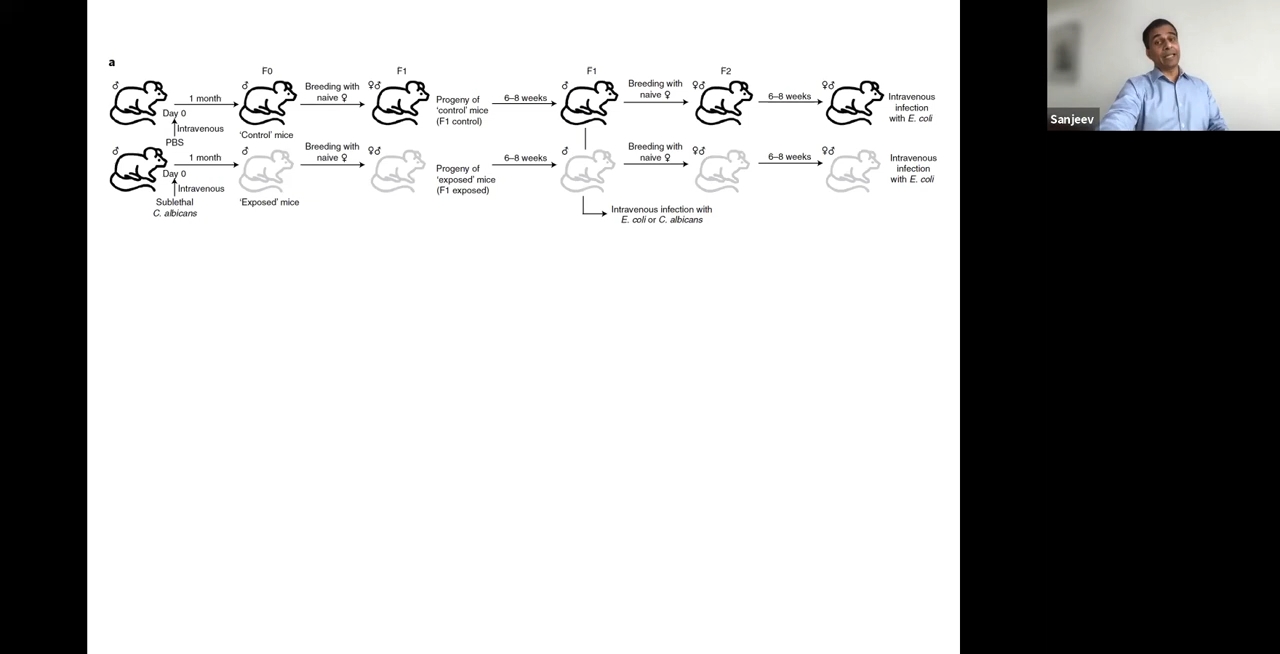 a
F0
F1
F1
F2
♂
1 month
♂
Breeding with
naive ♀
♀♂
Progeny of
'control' mice
(F1 control)
6–8 weeks
♂
Breeding with
naive ♀
♀♂
6–8 weeks
♀♂
Intravenous
infection
with E. coli
Day 0
Intravenous
PBS
'Control' mice
♂
1 month
♂
Breeding with
naive ♀
♀♂
Progeny of
'exposed' mice
(F1 exposed)
6–8 weeks
♂
Breeding with
naive ♀
♀♂
6–8 weeks
♀♂
Intravenous
infection
with E. coli
Day 0
Intravenous
Sublethal
C. albicans
'Exposed' mice
Intravenous infection with
E. coli or C. albicans
Sanjeev